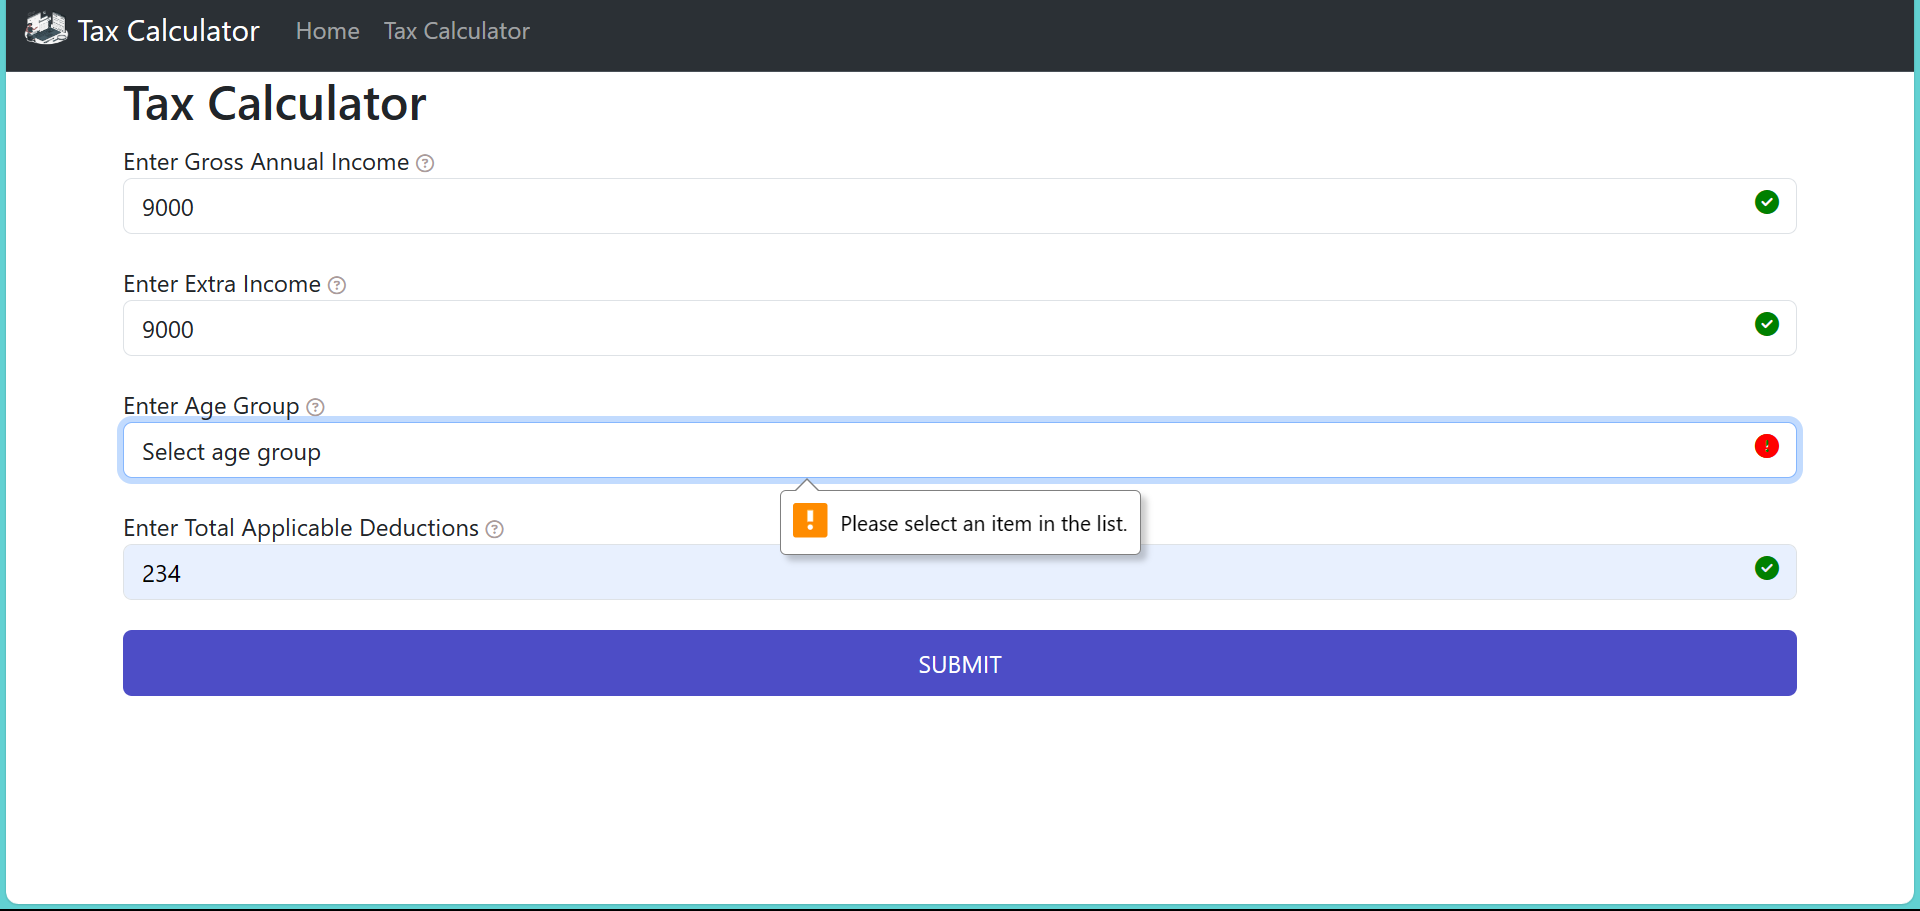 Tax Calculator Home Tax Calculator
Tax Calculator
Enter Gross Annual Income ?
9000
Enter Extra Income ?
9000
Enter Age Group ?
Select age group
!
! Please select an item in the list.
Enter Total Applicable Deductions ?
234
SUBMIT